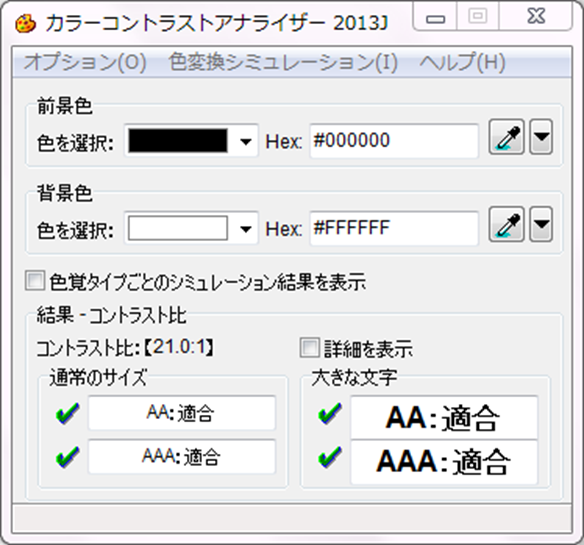 カラーコントラストアナライザー 2013J
オプション(O) 色変換シミュレーション(I) ヘルプ(H)
前景色
色を選択: Hex: #000000
背景色
色を選択: Hex: #FFFFFF
色覚タイプごとのシミュレーション結果を表示
結果 - コントラスト比
コントラスト比:【21.0:1】 詳細を表示
通常のサイズ
AA:適合
AAA:適合
大きな文字
AA:適合
AAA:適合